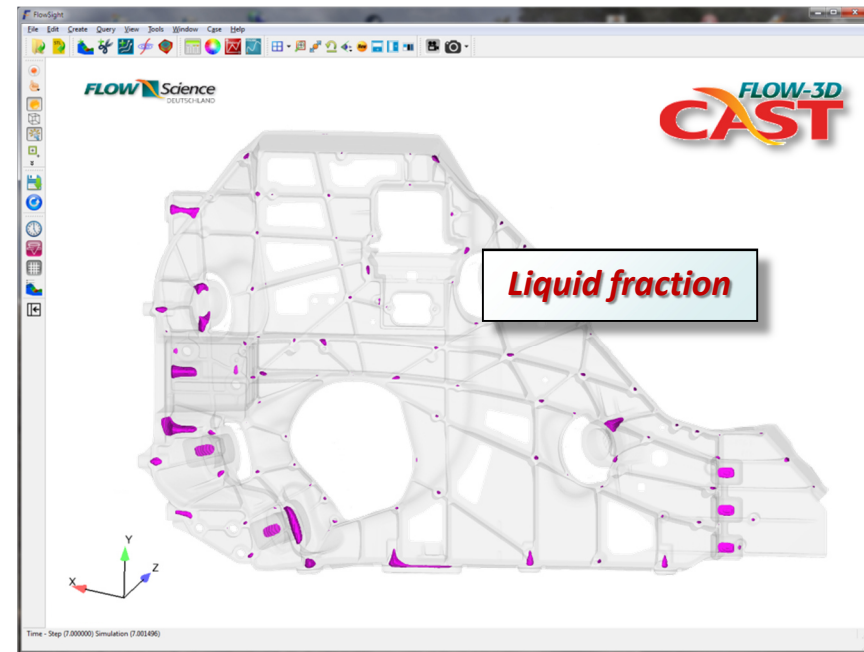 FlowSight
File Edit Create Query View Tools Window Case Help
FLOW Science
DEUTSCHLAND
FLOW-3D
CAST
Liquid fraction
Y
Z
X
Time - Step (7.000000) Simulation (7.001496)